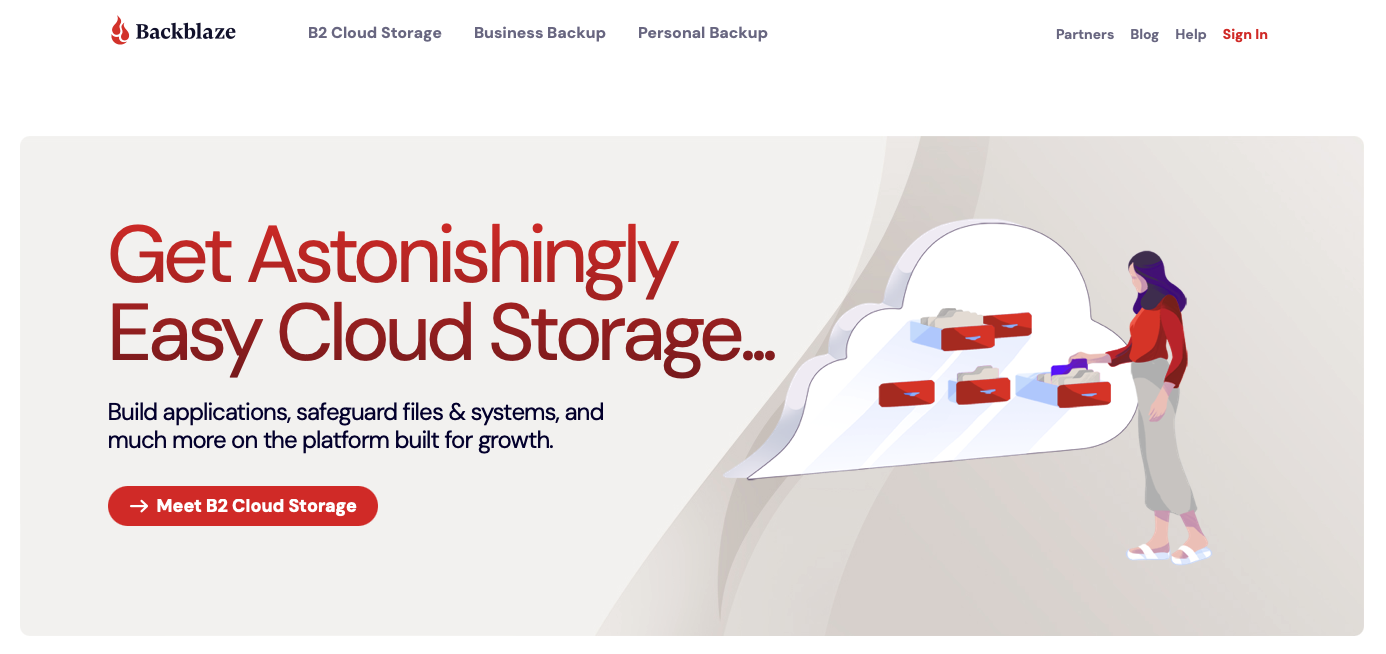 Backblaze
B2 Cloud Storage
Business Backup
Personal Backup
Partners
Blog
Help
Sign In
Get Astonishingly
Easy Cloud Storage...
Build applications, safeguard files & systems, and
much more on the platform built for growth.
Meet B2 Cloud Storage